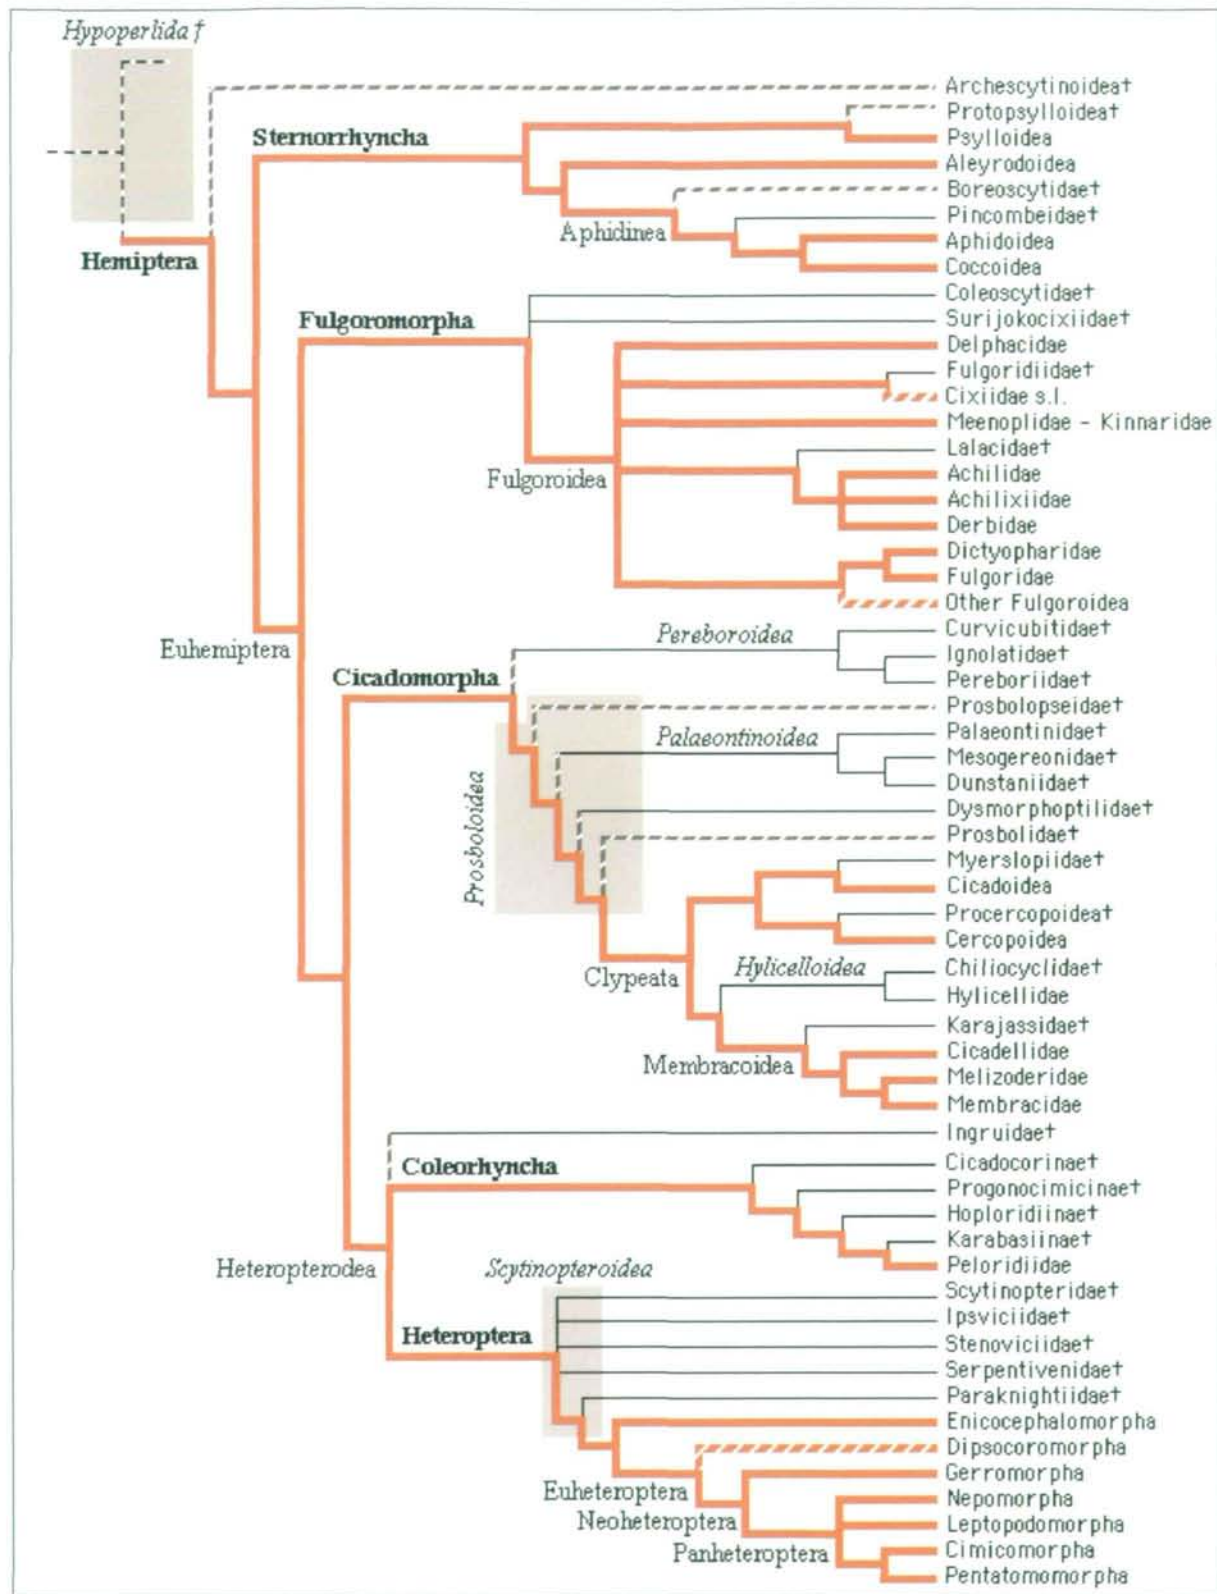 Hypoperlida †
Archescytinoidea†
Protopsylloidea†
Sternorrhyncha
Psylloidea
Aleyrodoidea
Boreoscytidae†
Pincombeidae†
Aphidinea
Aphidoidea
Hemiptera
Coccoidea
Coleoscytidae†
Fulgoromorpha
Surijokocixiidae†
Delphacidae
Fulgoridiidae†
Cixiidae s.l.
Meenoplidae - Kinnaridae
Lalacidae†
Fulgoroidea
Achilidae
Achilixiidae
Derbidae
Dictyopharidae
Fulgoridae
Other Fulgoroidea
Pereboroidea
Curvicubitidae†
Euhemiptera
Ignolatidae†
Cicadomorpha
Pereboriidae†
Prosbolopseidae†
Palaeontinoidea
Palaeontinidae†
Mesogereonidae†
Dunstaniidae†
Prosboloidea
Dysmorphoptilidae†
Prosbolidae†
Myerslopiidae†
Cicadoidea
Procercopoidea†
Cercopoidea
Clypeata
Hylicelloidea
Chiliocyclidae†
Hylicellidae
Karajassidae†
Membracoidea
Cicadellidae
Melizoderidae
Membracidae
Ingruidae†
Coleorhyncha
Cicadocorinae†
Progonocimicinae†
Hoploridiinae†
Karabasiinae†
Heteropterodea
Scytinopteroidea
Peloridiidae
Scytinopteridae†
Ipsviciidae†
Heteroptera
Stenoviciidae†
Serpentivenidae†
Paraknightiidae†
Enicocephalomorpha
Dipsocoromorpha
Gerromorpha
Euheteroptera
Nepomorpha
Neoheteroptera
Leptopodomorpha
Panheteroptera
Cimicomorpha
Pentatomomorpha